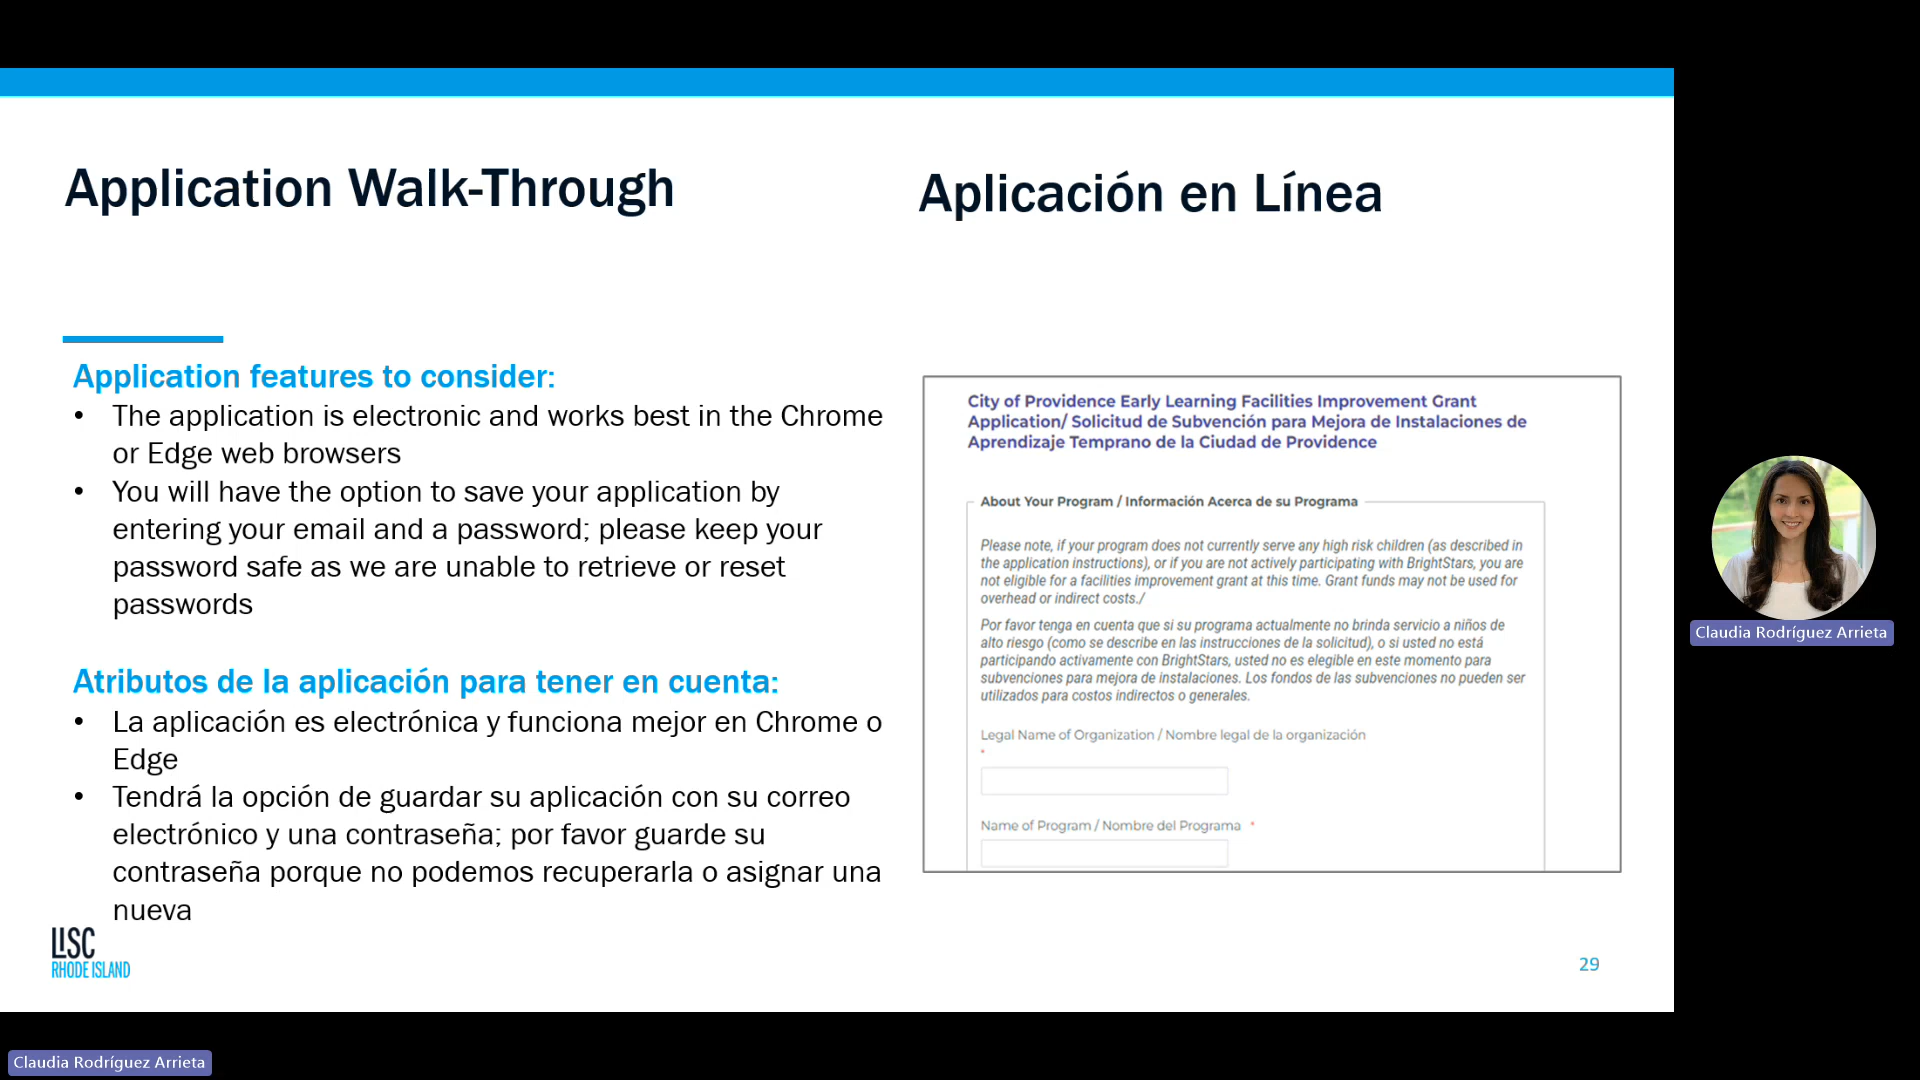 Application Walk-Through
Aplicación en Línea
Application features to consider:
• The application is electronic and works best in the Chrome
or Edge web browsers
• You will have the option to save your application by
entering your email and a password; please keep your
password safe as we are unable to retrieve or reset
passwords
Atributos de la aplicación para tener en cuenta:
• La aplicación es electrónica y funciona mejor en Chrome o
Edge
• Tendrá la opción de guardar su aplicación con su correo
electrónico y una contraseña; por favor guarde su
contraseña porque no podemos recuperarla o asignar una
nueva
City of Providence Early Learning Facilities Improvement Grant
Application/ Solicitud de Subvención para Mejora de Instalaciones de
Aprendizaje Temprano de la Ciudad de Providence
About Your Program / Información Acerca de su Programa
Please note, if your program does not currently serve any high risk children (as described in
the application instructions), or if you are not actively participating with BrightStars, you are
not eligible for a facilities improvement grant at this time. Grant funds may not be used for
overhead or indirect costs./
Por favor tenga en cuenta que si su programa actualmente no brinda servicio a niños de
alto riesgo (como se describe en las instrucciones de la solicitud), o si usted no está
participando activamente con BrightStars, usted no es elegible en este momento para
subvenciones para mejora de instalaciones. Los fondos de las subvenciones no pueden ser
utilizados para costos indirectos o generales.
Legal Name of Organization / Nombre legal de la organización
*
Name of Program / Nombre del Programa *
LISC
RHODE ISLAND
29
Claudia Rodríguez Arrieta
Claudia Rodríguez Arrieta